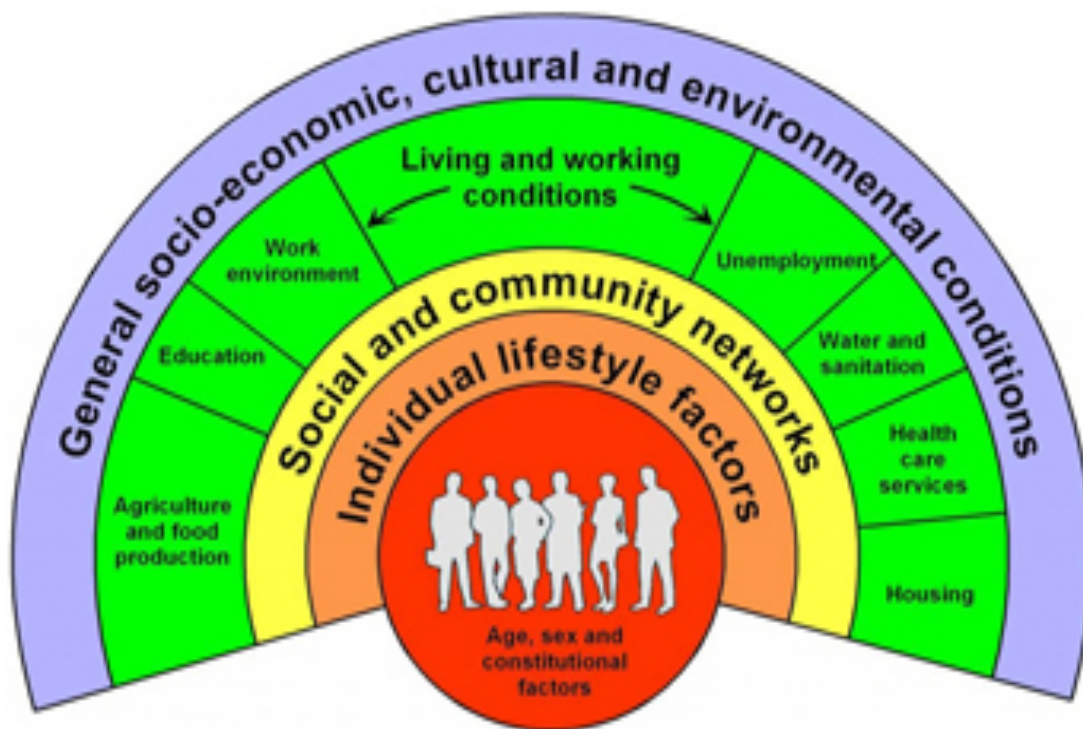 General socio-economic, cultural and environmental conditions
Living and working
conditions
Work
environment
Unemployment
Education
Water and
sanitation
Agriculture
and food
production
Health
care
services
Housing
Social and community networks
Individual lifestyle factors
Age, sex and
constitutional
factors